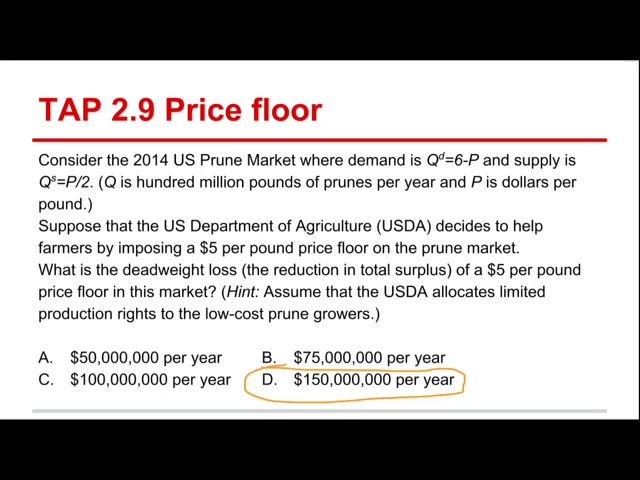 TAP 2.9 Price floor
Consider the 2014 US Prune Market where demand is Qᵈ=6-P and supply is
Qˢ=P/2. (Q is hundred million pounds of prunes per year and P is dollars per
pound.)
Suppose that the US Department of Agriculture (USDA) decides to help
farmers by imposing a $5 per pound price floor on the prune market.
What is the deadweight loss (the reduction in total surplus) of a $5 per pound
price floor in this market? (Hint: Assume that the USDA allocates limited
production rights to the low-cost prune growers.)
A. $50,000,000 per year B. $75,000,000 per year
C. $100,000,000 per year D. $150,000,000 per year